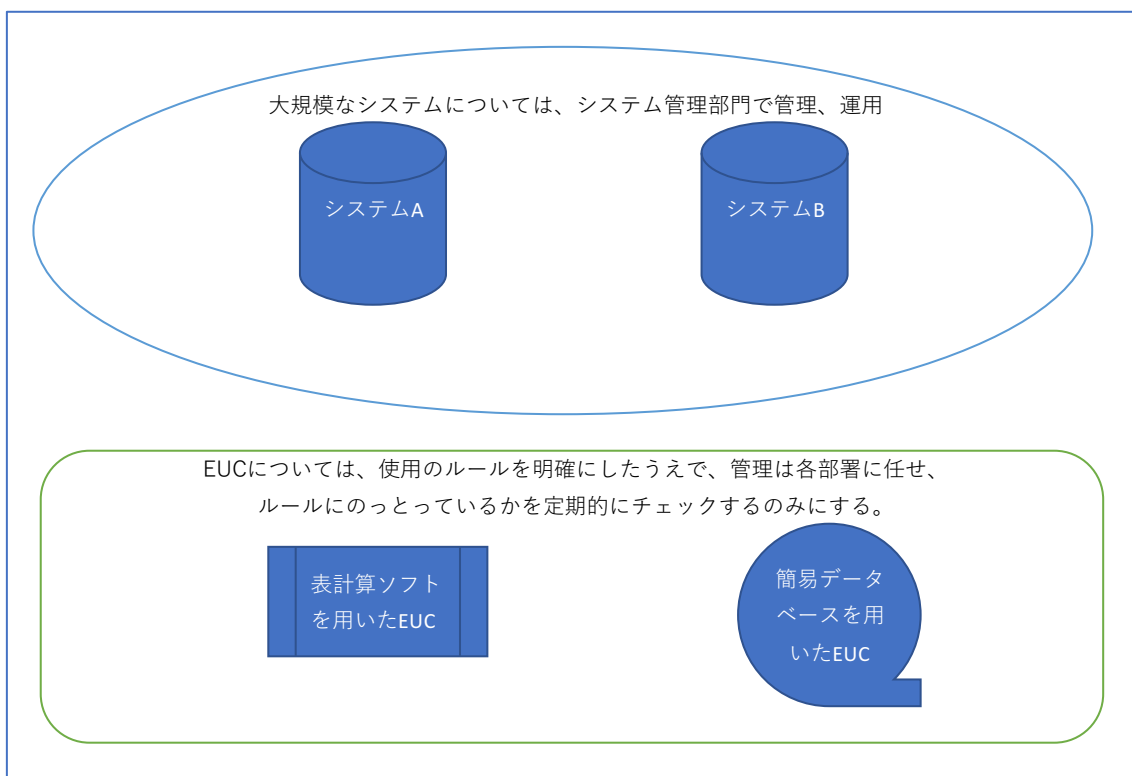 大規模なシステムについては、システム管理部門で管理、運用
システムA
システムB
EUCについては、使用のルールを明確にしたうえで、管理は各部署に任せ、
ルールにのっとっているかを定期的にチェックするのみにする。
表計算ソフト
を用いたEUC
簡易データ
ベースを用
いたEUC